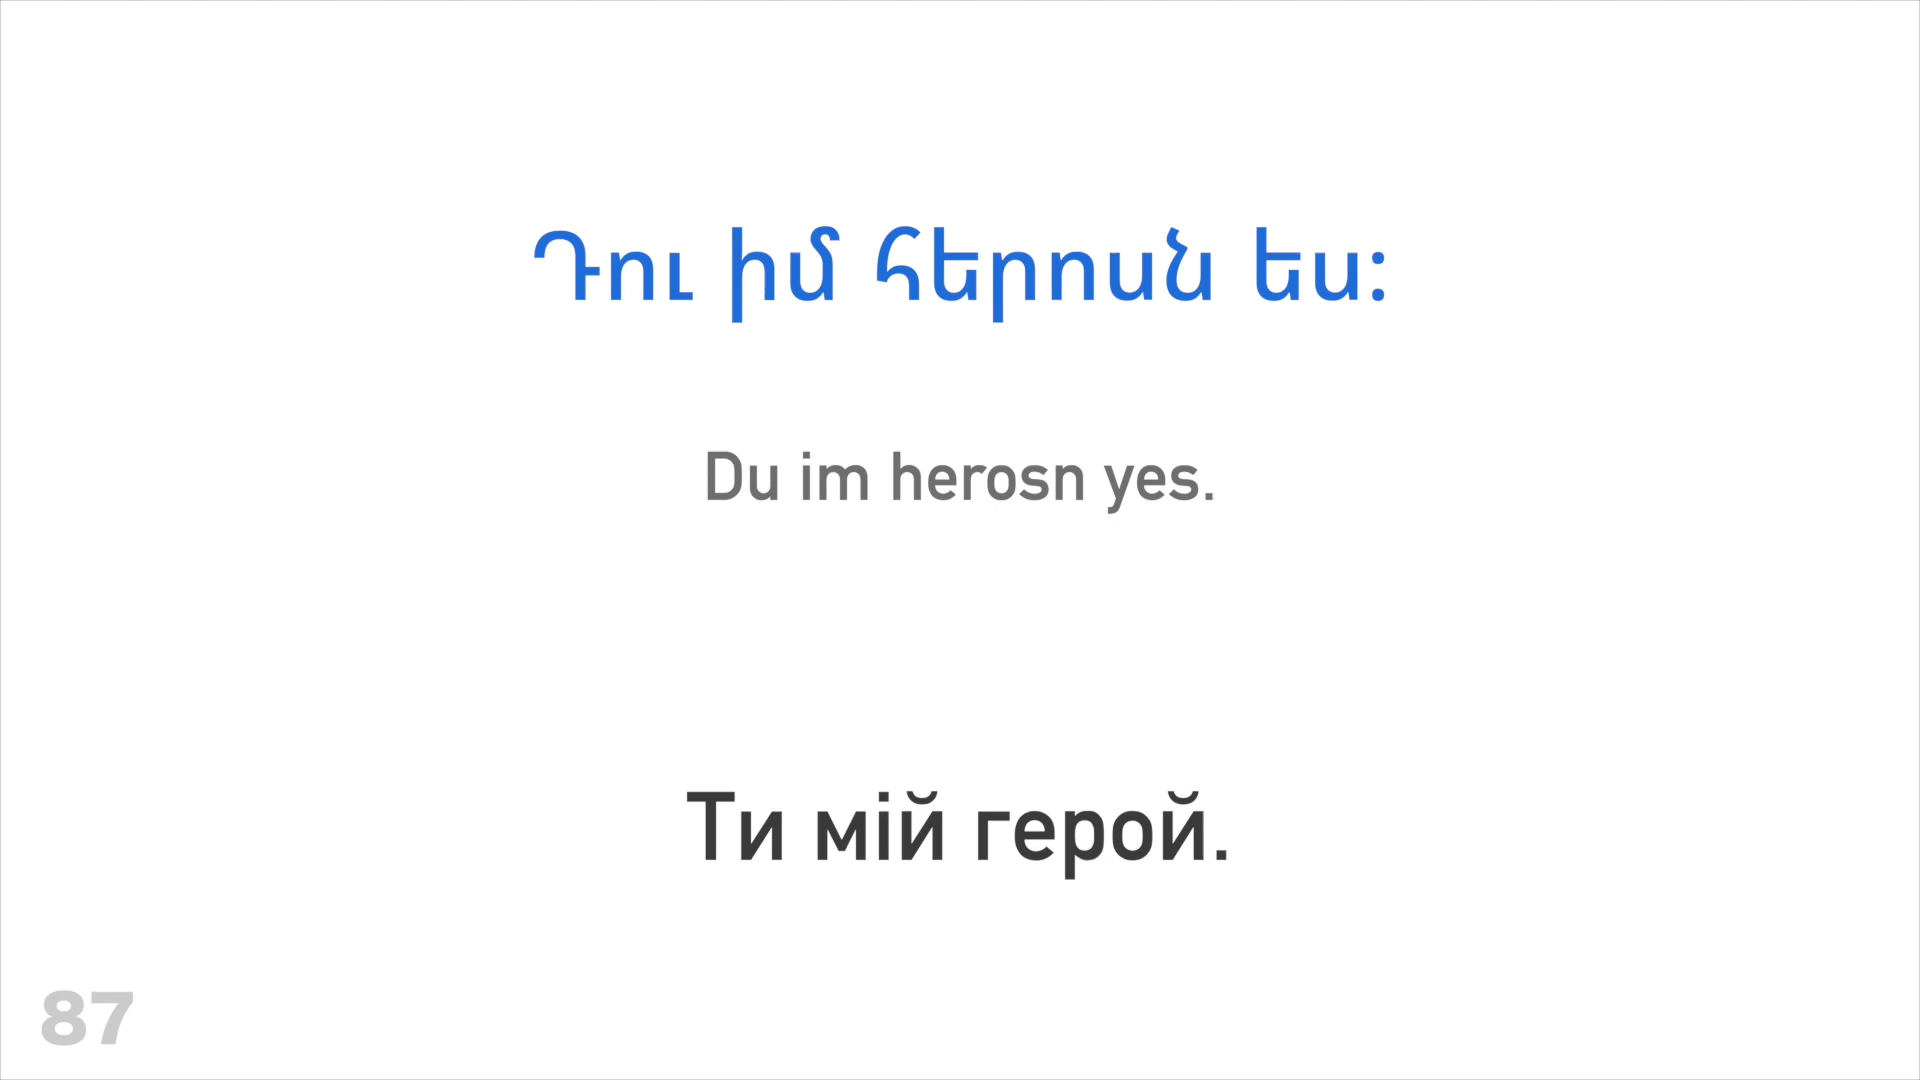 Դու իմ հերոսն ես:
Du im herosn yes.
Ти мій герой.
87